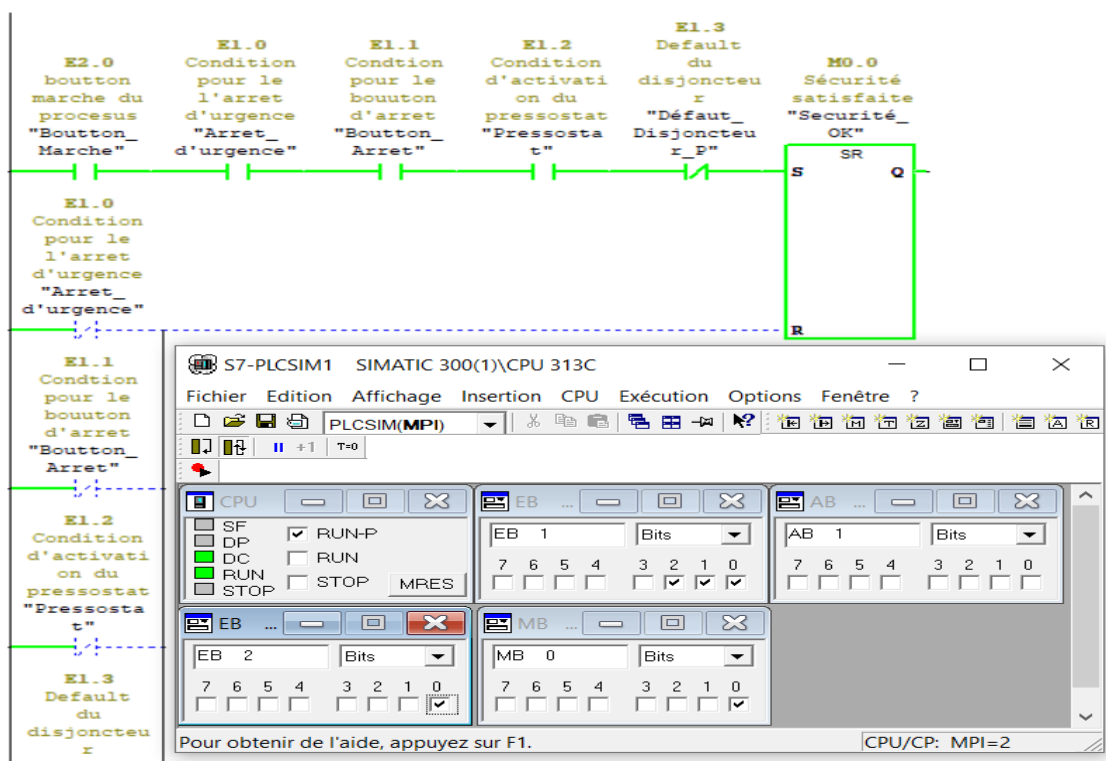 E2.0
boutton
marche du
procesus
"Boutton_
Marche"
E1.0
Condition
pour le
l'arret
d'urgence
"Arret_
d'urgence"
E1.1
Condtion
pour le
bouuton
d'arret
"Boutton_
Arret"
E1.2
Condition
d'activati
on du
pressostat
"Pressosta
t"
E1.3
Default
du
disjoncteu
r
"Défaut_
Disjoncteu
r_P"
M0.0
Sécurité
satisfaite
"Securité_
OK"
SR
S Q
R
E1.0
Condition
pour le
l'arret
d'urgence
"Arret_
d'urgence"
E1.1
Condtion
pour le
bouuton
d'arret
"Boutton_
Arret"
E1.2
Condition
d'activati
on du
pressostat
"Pressosta
t"
E1.3
Default
du
disjoncteu
r
S7-PLCSIM1 SIMATIC 300(1)\CPU 313C
Fichier Edition Affichage Insertion CPU Exécution Options Fenêtre ?
PLCSIM(MPI)
+1 T=0
CPU
SF
DP
DC
RUN
STOP
RUN-P
RUN
STOP
MRES
EB ...
EB 1 Bits
7 6 5 4 3 2 1 0
AB ...
AB 1 Bits
7 6 5 4 3 2 1 0
EB ...
EB 2 Bits
7 6 5 4 3 2 1 0
MB ...
MB 0 Bits
7 6 5 4 3 2 1 0
Pour obtenir de l'aide, appuyez sur F1.
CPU/CP: MPI=2